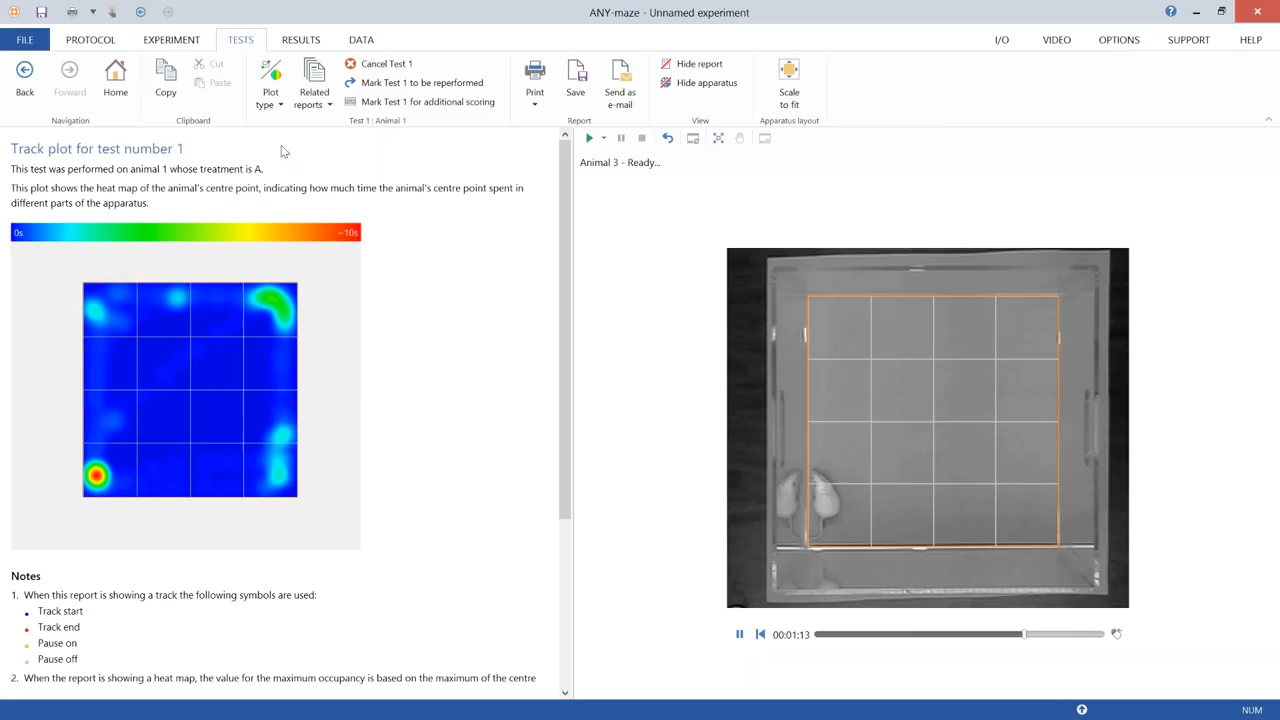 ANY-maze - Unnamed experiment
FILE PROTOCOL EXPERIMENT TESTS RESULTS DATA I/O VIDEO OPTIONS SUPPORT HELP
Back
Forward
Home
Navigation
Copy
Cut
Paste
Clipboard
Plot type
Related reports
Cancel Test 1
Mark Test 1 to be reperformed
Mark Test 1 for additional scoring
Test 1 : Animal 1
Print
Save
Send as e-mail
Report
Hide report
Hide apparatus
View
Scale to fit
Apparatus layout
Track plot for test number 1
This test was performed on animal 1 whose treatment is A.
This plot shows the heat map of the animal's centre point, indicating how much time the animal's centre point spent in
different parts of the apparatus.
0s ~10s
Notes
1. When this report is showing a track the following symbols are used:
Track start
Track end
Pause on
Pause off
2. When the report is showing a heat map, the value for the maximum occupancy is based on the maximum of the centre
Animal 3 - Ready...
00:01:13
NUM